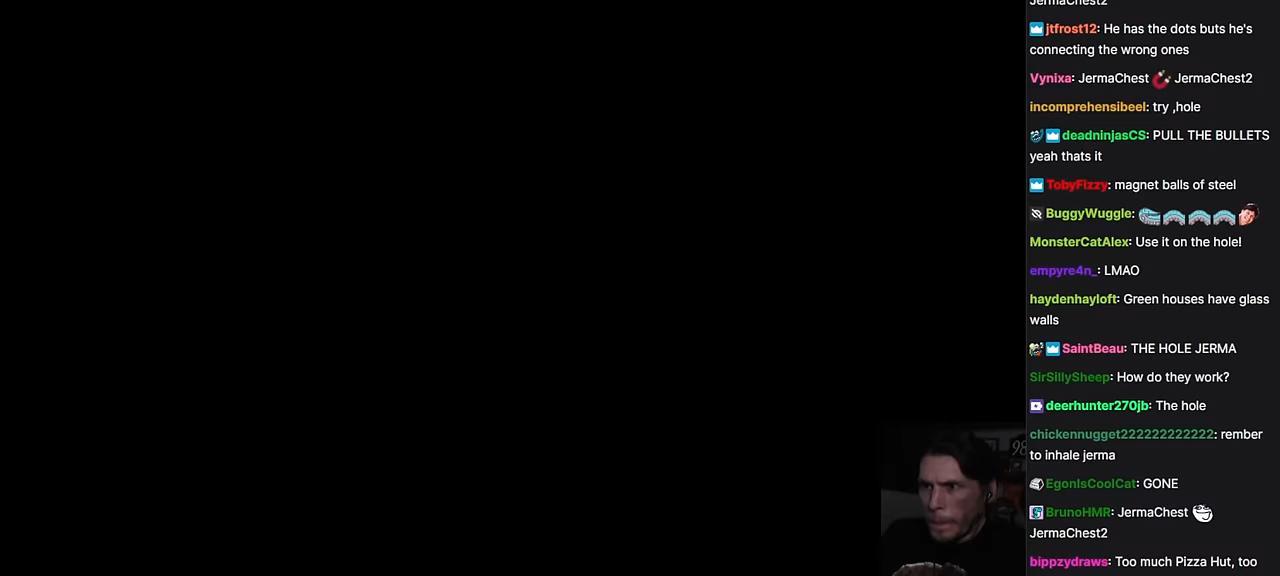 JermaChest2
jtfrost12: He has the dots buts he's
connecting the wrong ones
Vynixa: JermaChest JermaChest2
incomprehensibeel: try ,hole
deadninjasCS: PULL THE BULLETS
yeah thats it
TobyFizzy: magnet balls of steel
BuggyWuggle:
MonsterCatAlex: Use it on the hole!
empyre4n_: LMAO
haydenhayloft: Green houses have glass
walls
SaintBeau: THE HOLE JERMA
SirSillySheep: How do they work?
deerhunter270jb: The hole
chickennugget222222222222: rember
to inhale jerma
EgonIsCoolCat: GONE
BrunoHMR: JermaChest
JermaChest2
bippzydraws: Too much Pizza Hut, too
98